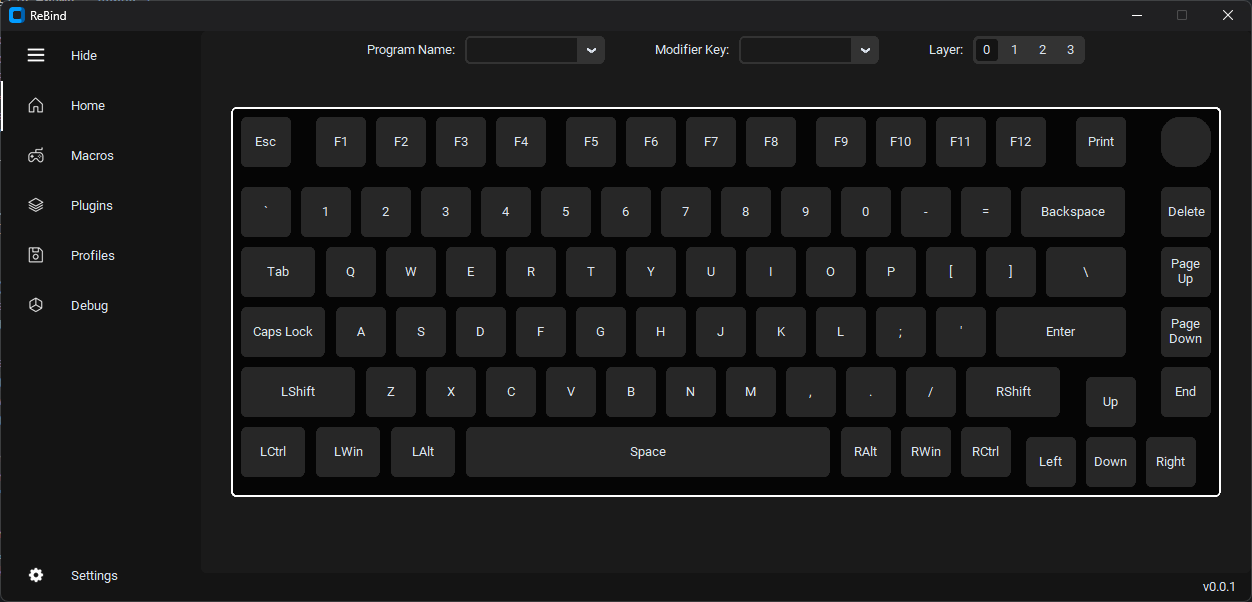 ReBind
Hide
Program Name: Modifier Key: Layer: 0 1 2 3
Home
Macros
Plugins
Profiles
Debug
Esc F1 F2 F3 F4 F5 F6 F7 F8 F9 F10 F11 F12 Print
` 1 2 3 4 5 6 7 8 9 0 - = Backspace Delete
Tab Q W E R T Y U I O P [ ] \ Page Up
Caps Lock A S D F G H J K L ; ' Enter Page Down
LShift Z X C V B N M , . / RShift Up End
LCtrl LWin LAlt Space RAlt RWin RCtrl Left Down Right
Settings
v0.0.1